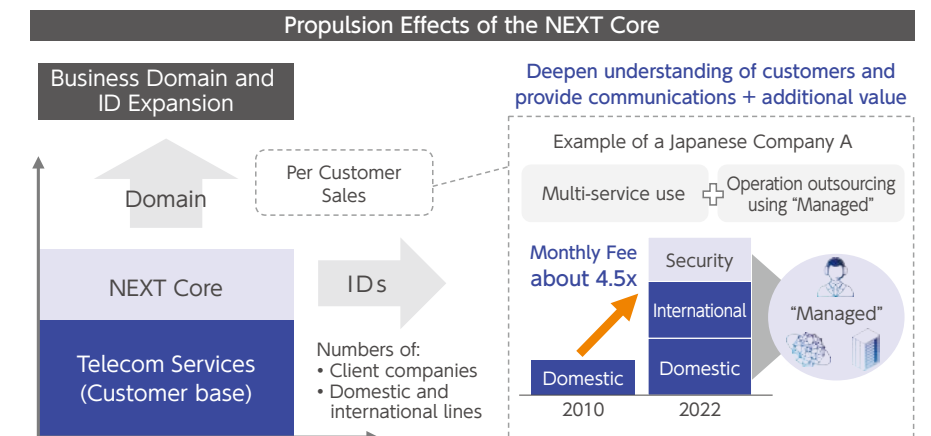 Propulsion Effects of the NEXT Core
Business Domain and
ID Expansion
Domain
Per Customer
Sales
NEXT Core
IDs
Telecom Services
(Customer base)
Numbers of:
• Client companies
• Domestic and
international lines
Deepen understanding of customers and
provide communications + additional value
Example of a Japanese Company A
Multi-service use
Operation outsourcing
using “Managed”
Monthly Fee
about 4.5x
Security
International
Domestic
Domestic
2010
2022
“Managed”